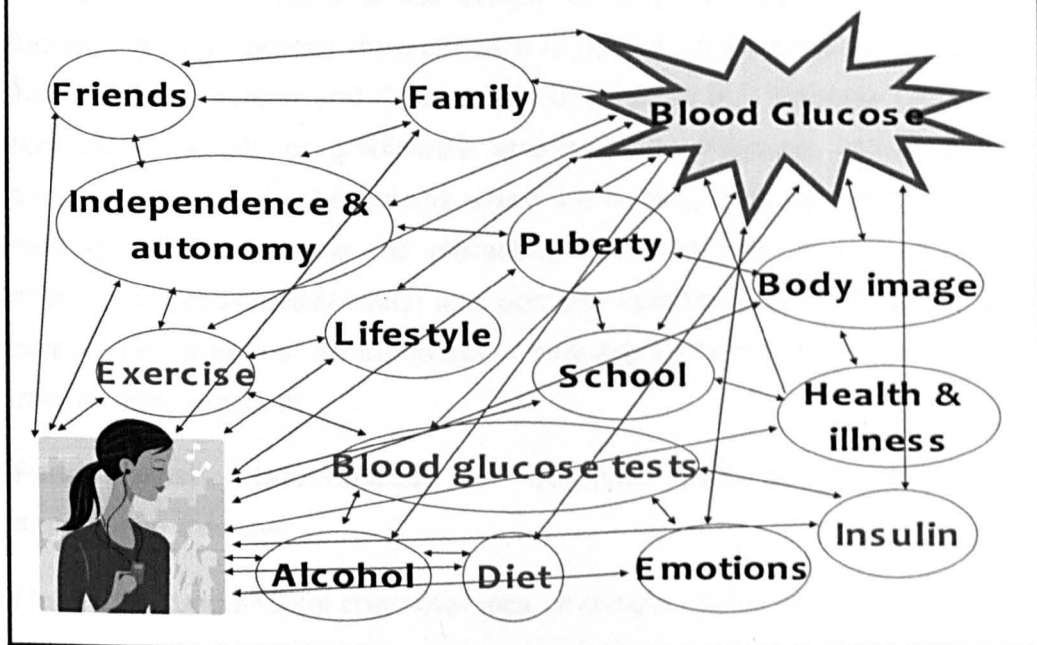 Friends
Family
Blood Glucose
Independence &
autonomy
Puberty
Body image
Lifestyle
Exercise
School
Health &
illness
Blood glucose tests
Insulin
Alcohol
Diet
Emotions